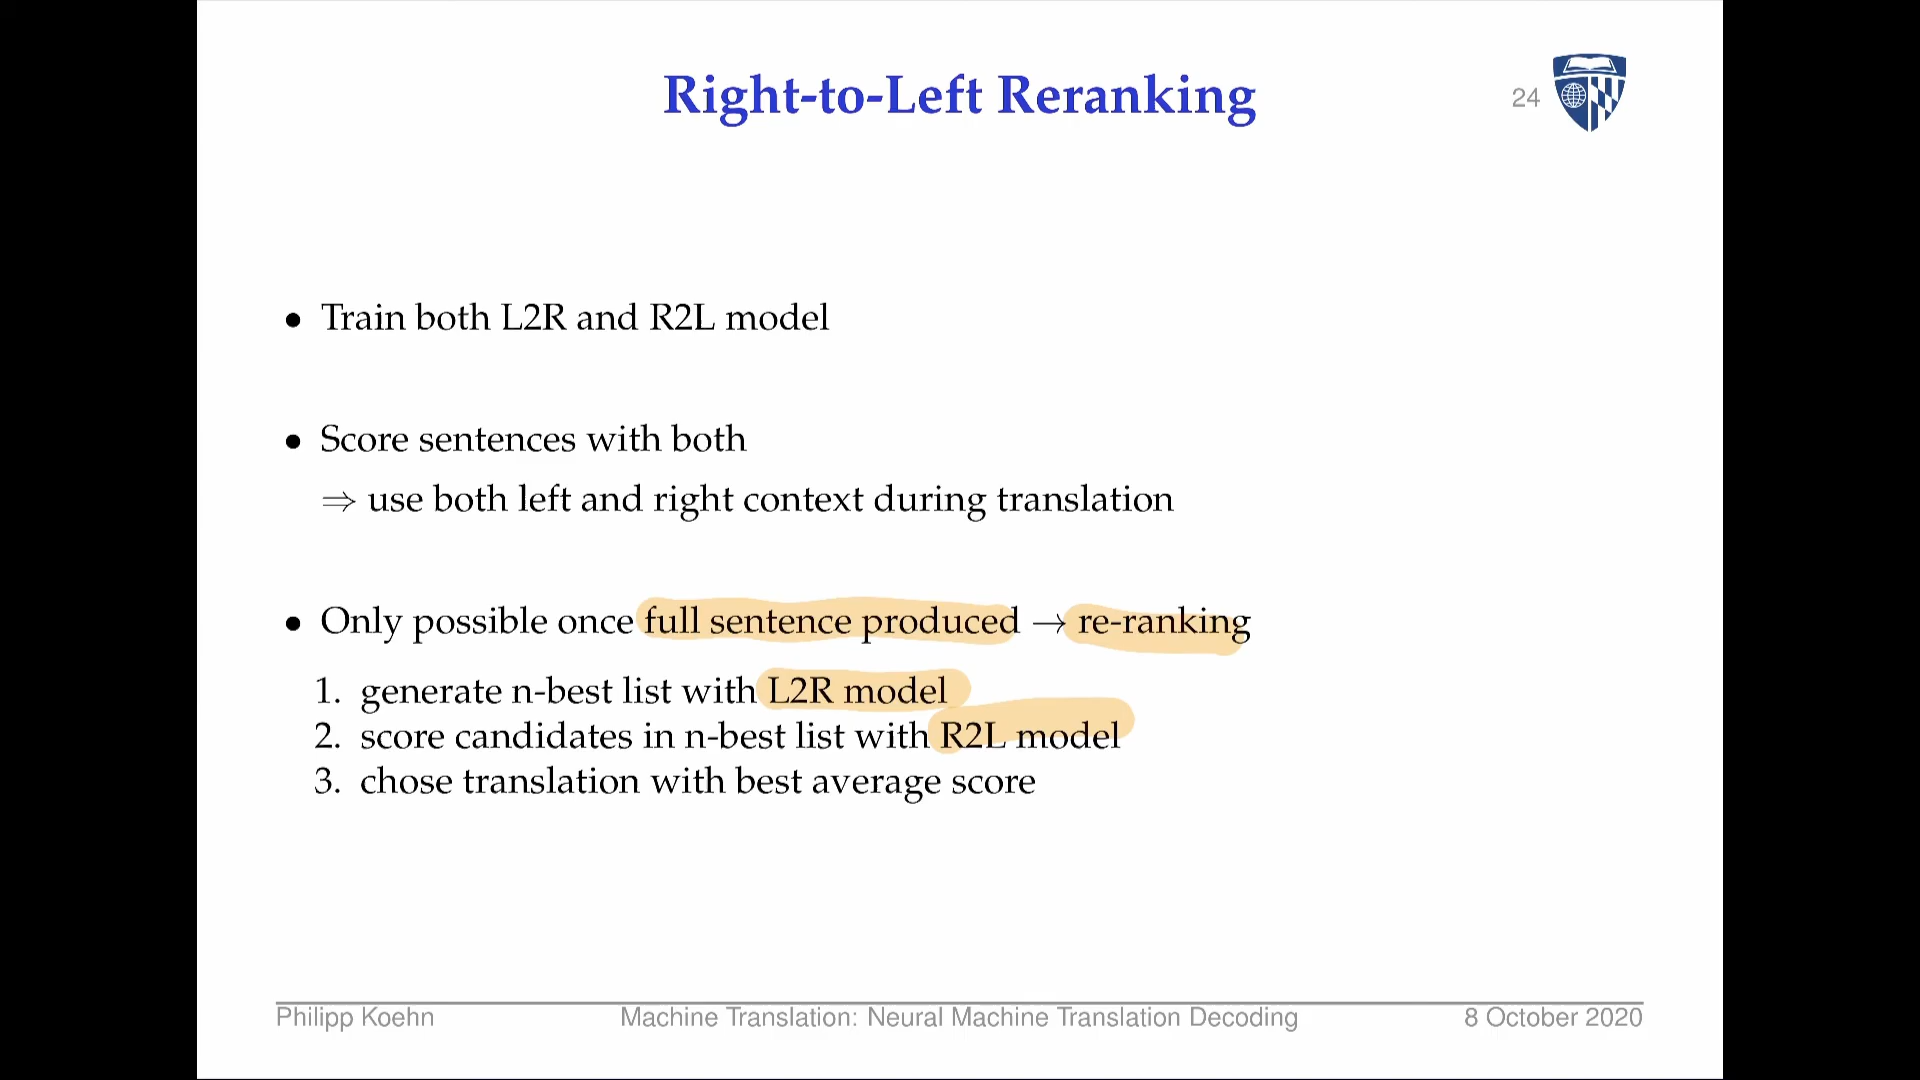 Right-to-Left Reranking
24
• Train both L2R and R2L model
• Score sentences with both
⇒ use both left and right context during translation
• Only possible once full sentence produced → re-ranking
1. generate n-best list with L2R model
2. score candidates in n-best list with R2L model
3. chose translation with best average score
Philipp Koehn Machine Translation: Neural Machine Translation Decoding 8 October 2020